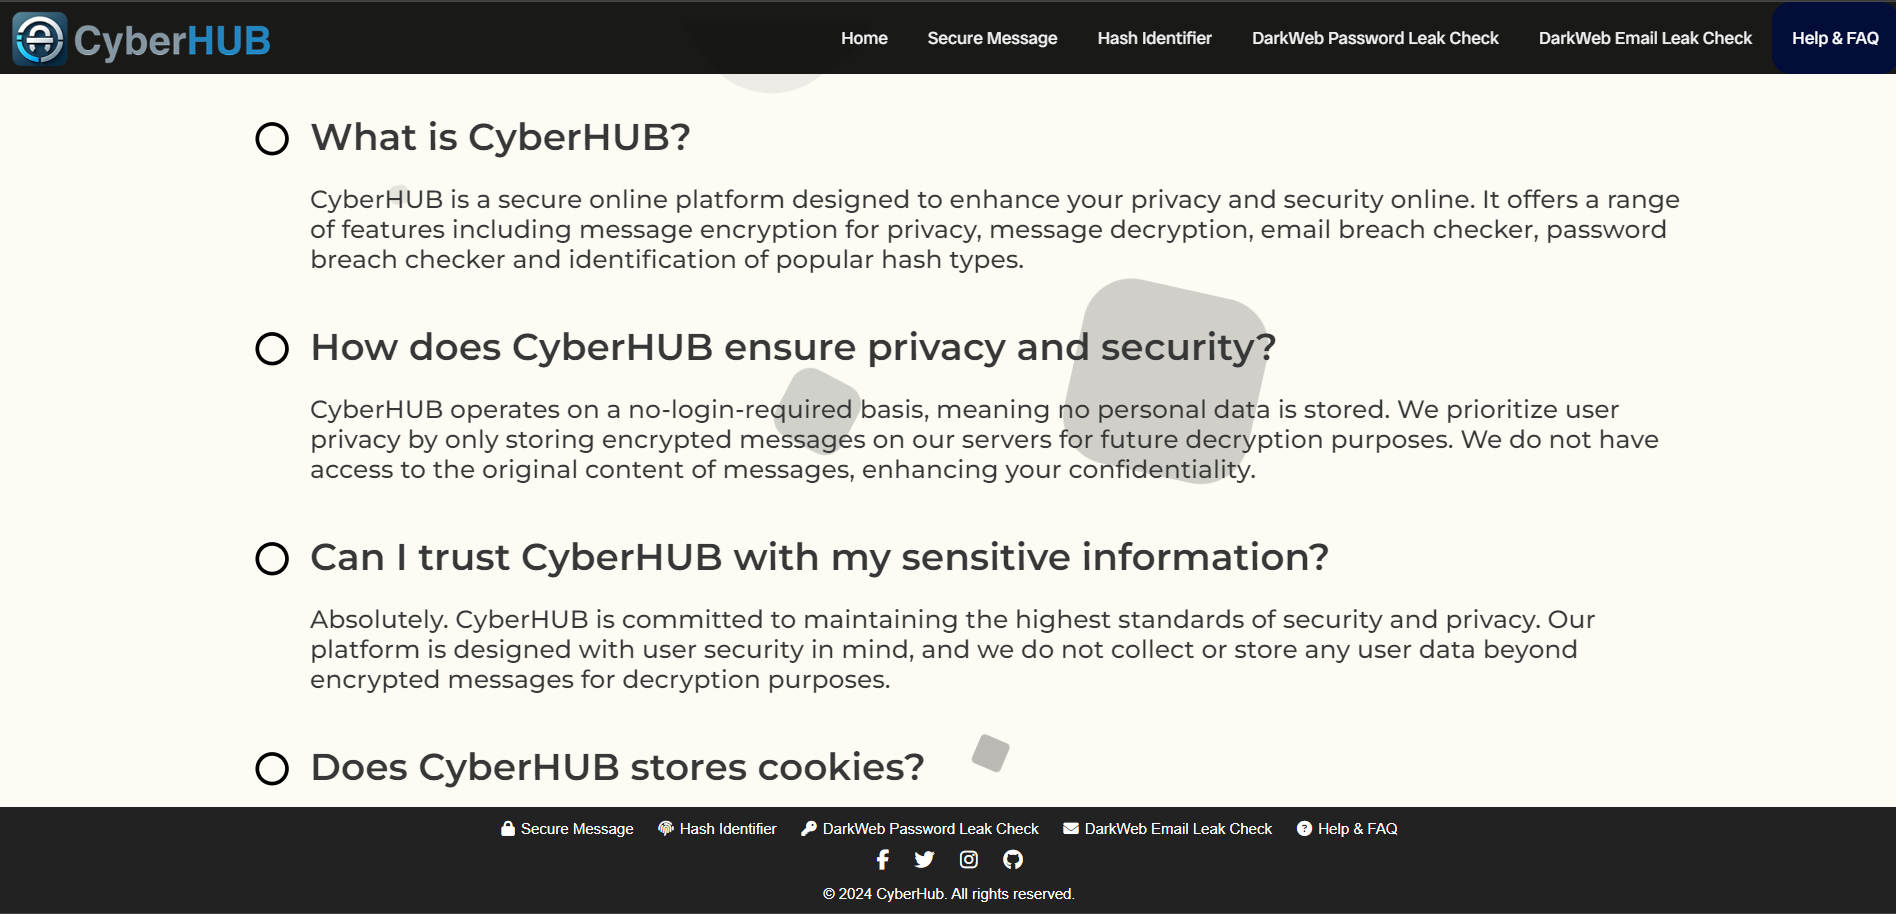 CyberHUB
Home Secure Message Hash Identifier DarkWeb Password Leak Check DarkWeb Email Leak Check Help & FAQ
What is CyberHUB?
CyberHUB is a secure online platform designed to enhance your privacy and security online. It offers a range
of features including message encryption for privacy, message decryption, email breach checker, password
breach checker and identification of popular hash types.
How does CyberHUB ensure privacy and security?
CyberHUB operates on a no-login-required basis, meaning no personal data is stored. We prioritize user
privacy by only storing encrypted messages on our servers for future decryption purposes. We do not have
access to the original content of messages, enhancing your confidentiality.
Can I trust CyberHUB with my sensitive information?
Absolutely. CyberHUB is committed to maintaining the highest standards of security and privacy. Our
platform is designed with user security in mind, and we do not collect or store any user data beyond
encrypted messages for decryption purposes.
Does CyberHUB stores cookies?
Secure Message Hash Identifier DarkWeb Password Leak Check DarkWeb Email Leak Check Help & FAQ
© 2024 CyberHub. All rights reserved.